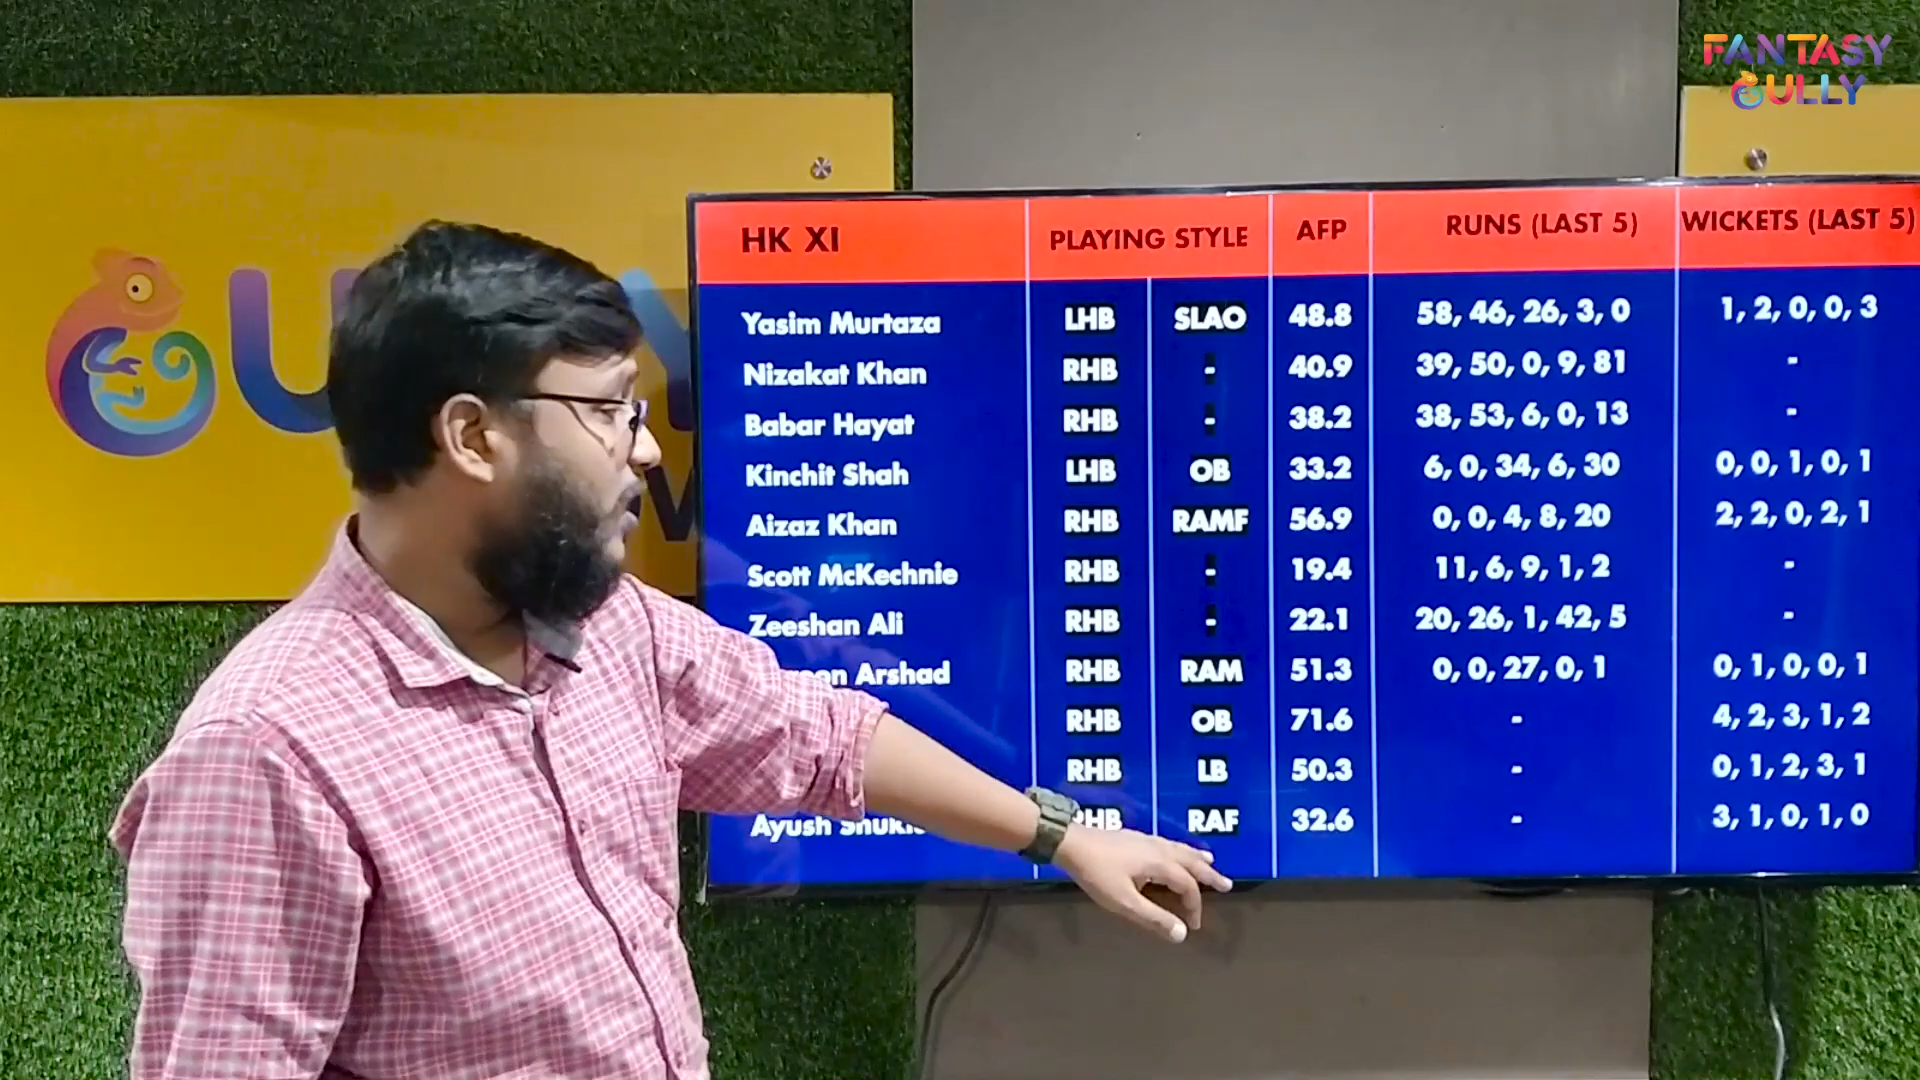 FANTASY
GULLY
HK XI PLAYING STYLE AFP RUNS (LAST 5) WICKETS (LAST 5)
Yasim Murtaza LHB SLAO 48.8 58, 46, 26, 3, 0 1, 2, 0, 0, 3
Nizakat Khan RHB - 40.9 39, 50, 0, 9, 81 -
Babar Hayat RHB - 38.2 38, 53, 6, 0, 13 -
Kinchit Shah LHB OB 33.2 6, 0, 34, 6, 30 0, 0, 1, 0, 1
Aizaz Khan RHB RAMF 56.9 0, 0, 4, 8, 20 2, 2, 0, 2, 1
Scott McKechnie RHB - 19.4 11, 6, 9, 1, 2 -
Zeeshan Ali RHB - 22.1 20, 26, 1, 42, 5 -
Arshad RHB RAM 51.3 0, 0, 27, 0, 1 0, 1, 0, 0, 1
RHB OB 71.6 - 4, 2, 3, 1, 2
RHB LB 50.3 - 0, 1, 2, 3, 1
Ayush RHB RAF 32.6 - 3, 1, 0, 1, 0